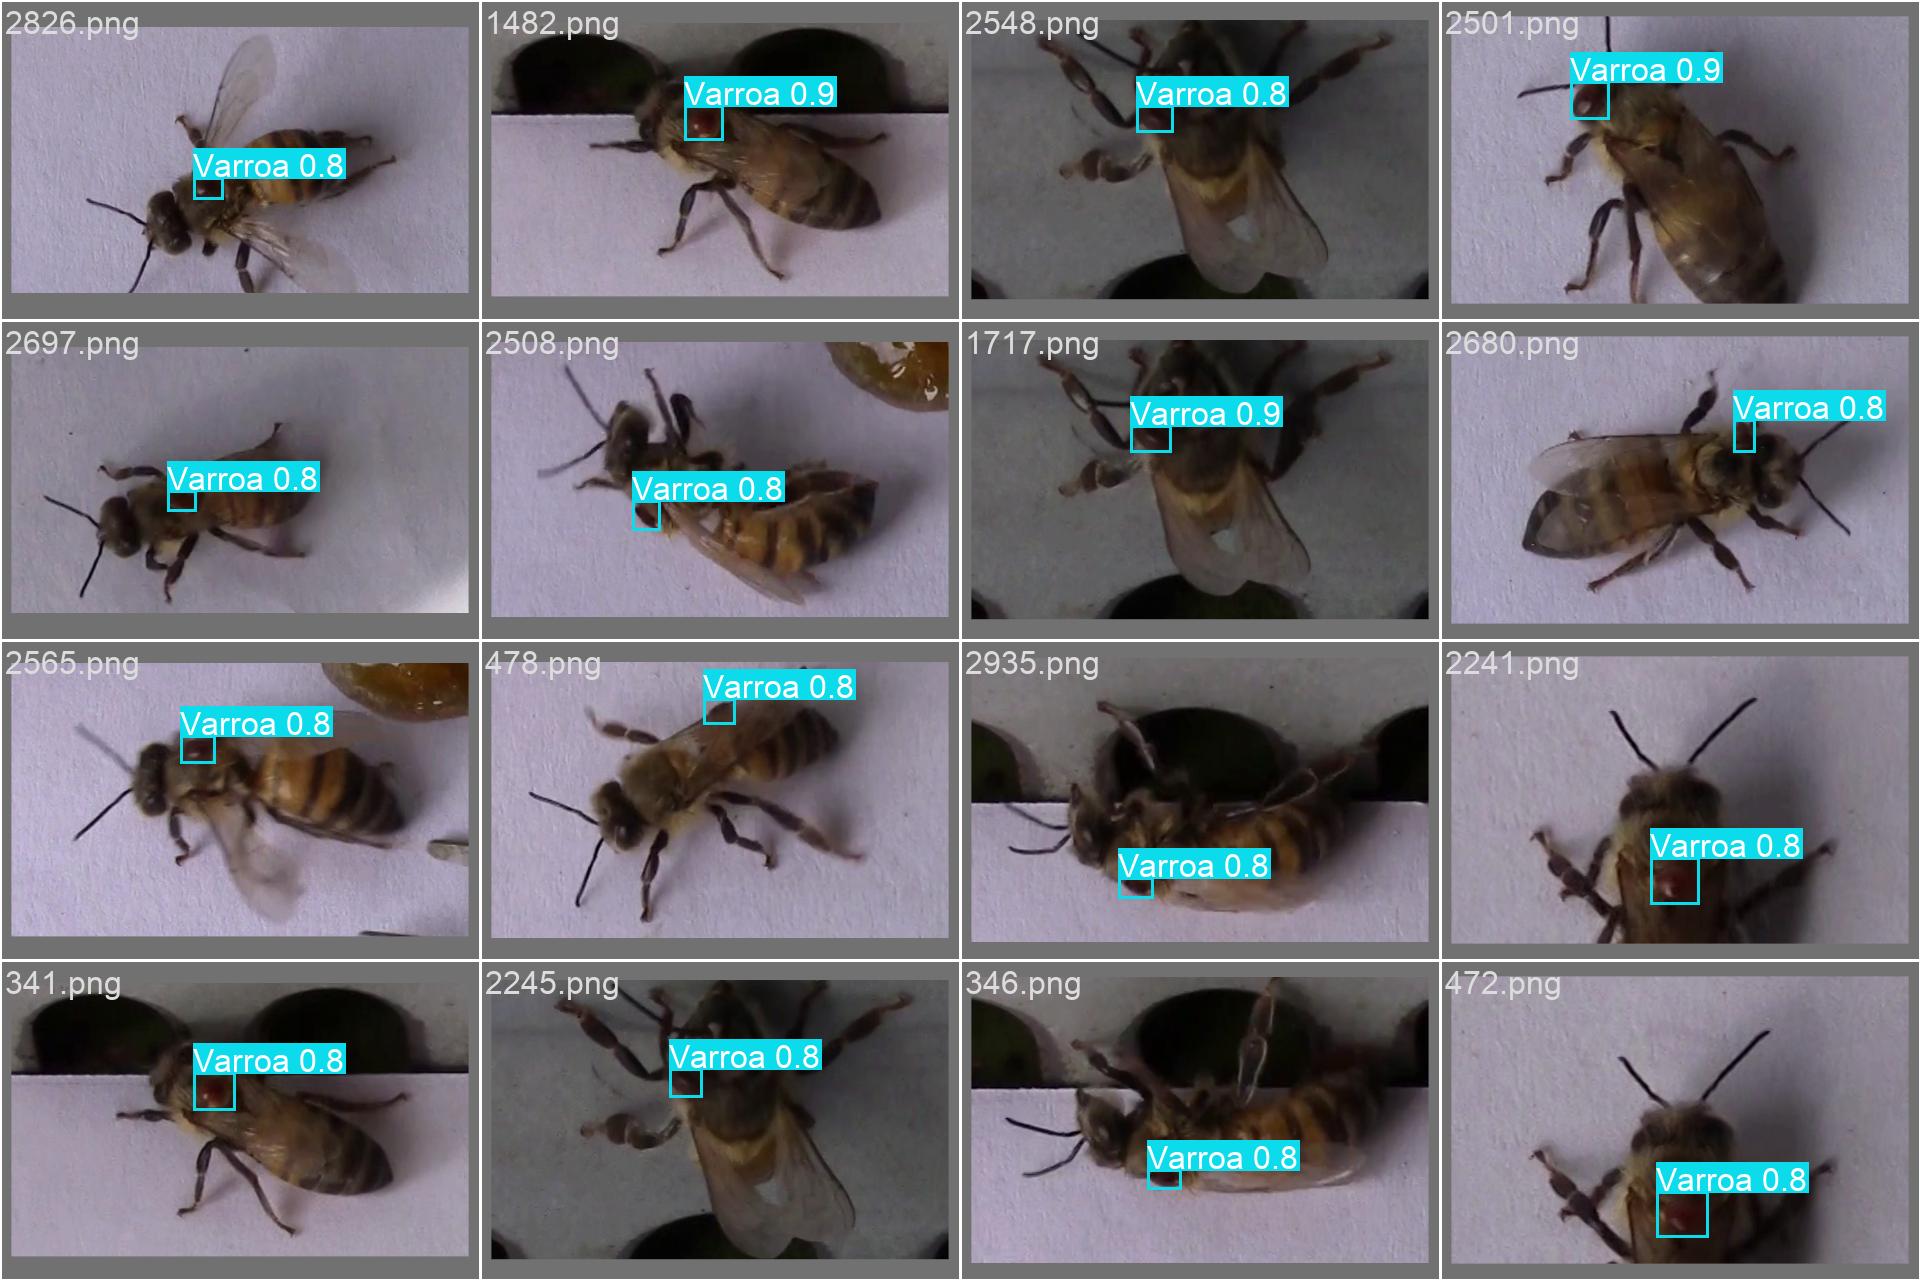 2826.png
Varroa 0.8
1482.png
Varroa 0.9
2548.png
Varroa 0.8
2501.png
Varroa 0.9
2697.png
Varroa 0.8
2508.png
Varroa 0.8
1717.png
Varroa 0.9
2680.png
Varroa 0.8
2565.png
Varroa 0.8
478.png
Varroa 0.8
2935.png
Varroa 0.8
2241.png
Varroa 0.8
341.png
Varroa 0.8
2245.png
Varroa 0.8
346.png
Varroa 0.8
472.png
Varroa 0.8